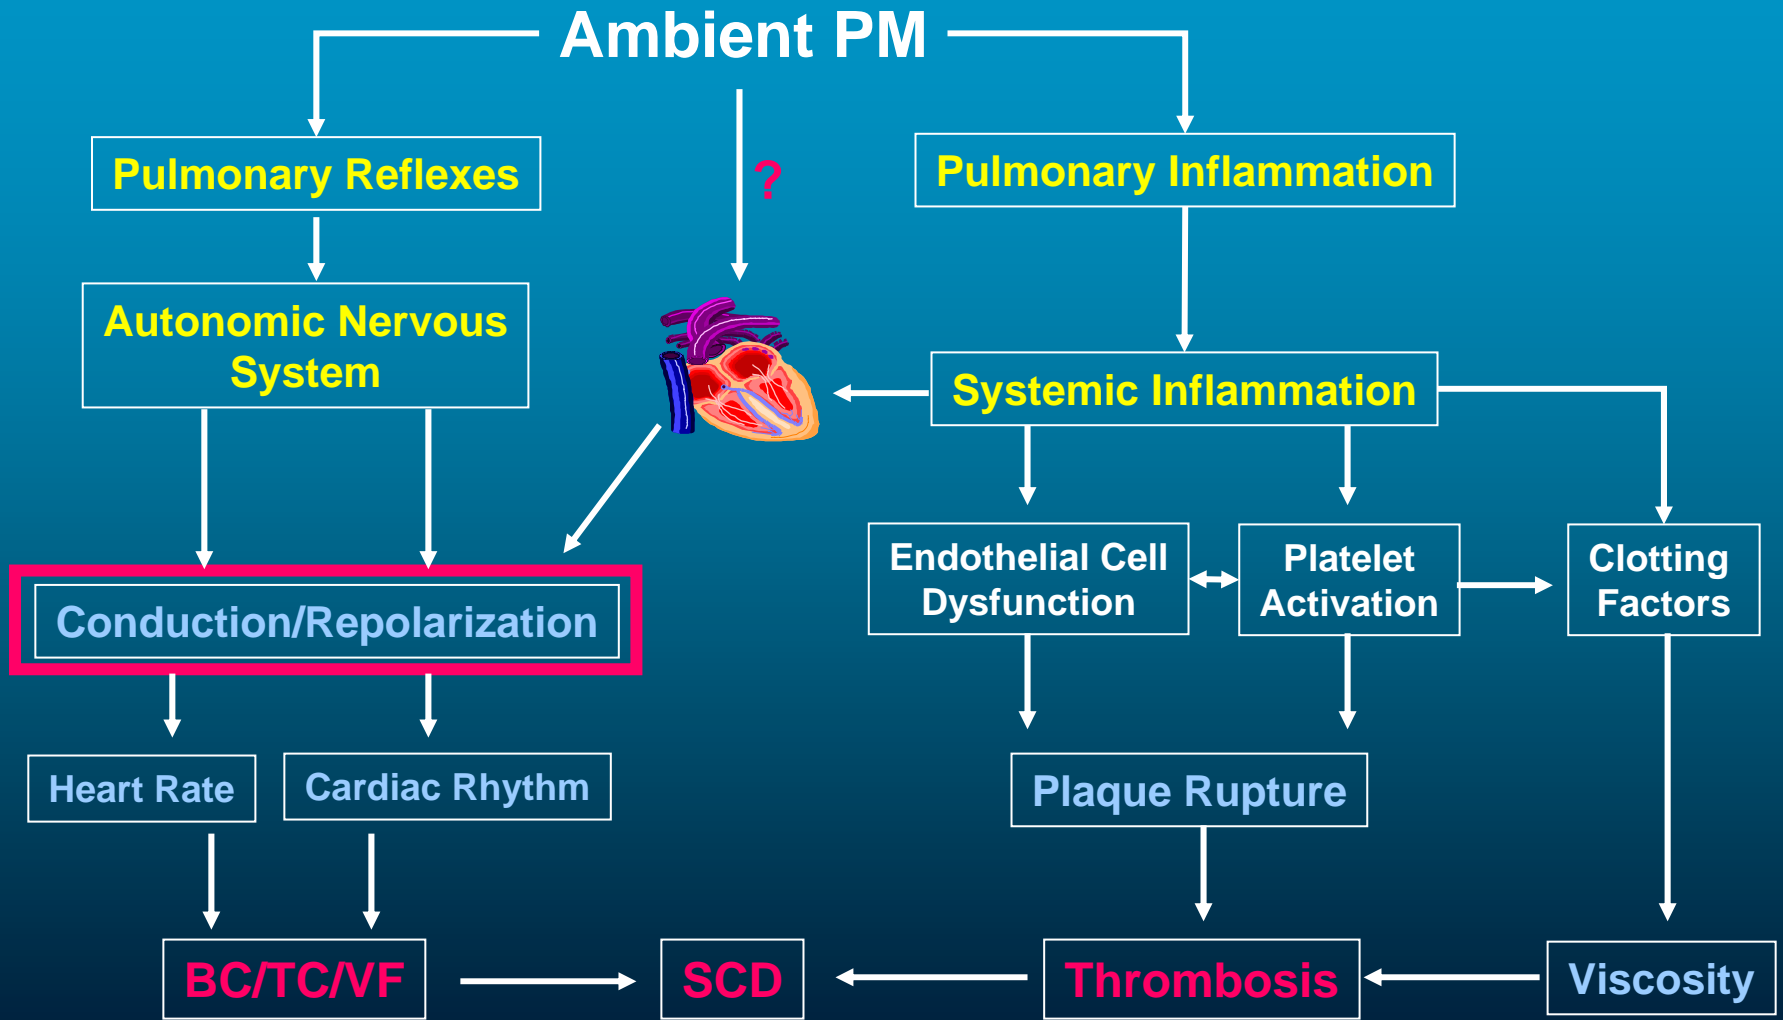 Ambient PM
Pulmonary Reflexes
?
Pulmonary Inflammation
Autonomic Nervous
System
Systemic Inflammation
Endothelial Cell
Dysfunction
Platelet
Activation
Clotting
Factors
Conduction/Repolarization
Heart Rate
Cardiac Rhythm
Plaque Rupture
BC/TC/VF
SCD
Thrombosis
Viscosity